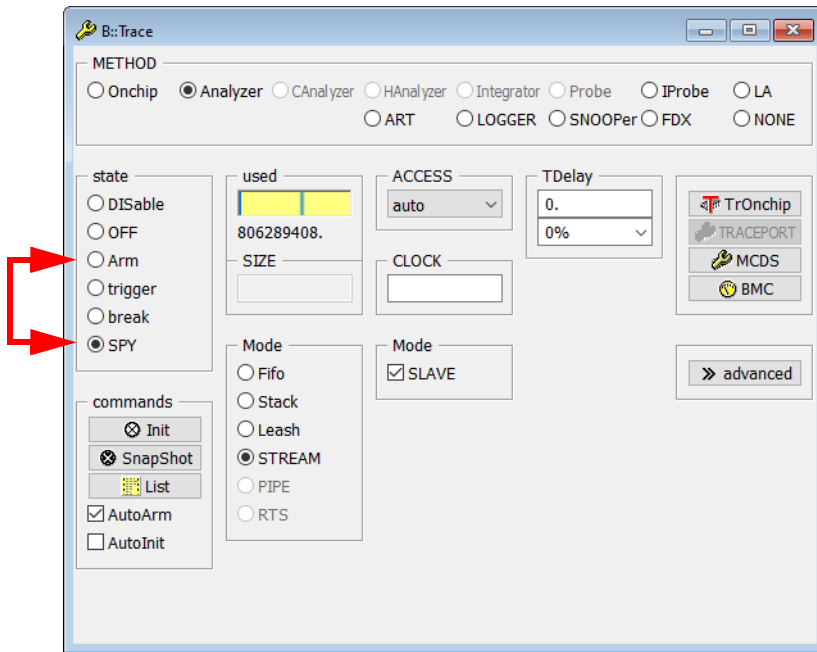 B::Trace
METHOD
Onchip Analyzer CAnalyzer HAnalyzer Integrator Probe IProbe LA
ART LOGGER SNOOPer FDX NONE
state
DISable
OFF
Arm
trigger
break
SPY
used
806289408.
SIZE
ACCESS
auto
CLOCK
TDelay
0.
0%
TrOnchip
TRACEPORT
MCDS
BMC
commands
Init
SnapShot
List
AutoArm
AutoInit
Mode
Fifo
Stack
Leash
STREAM
PIPE
RTS
Mode
SLAVE
advanced